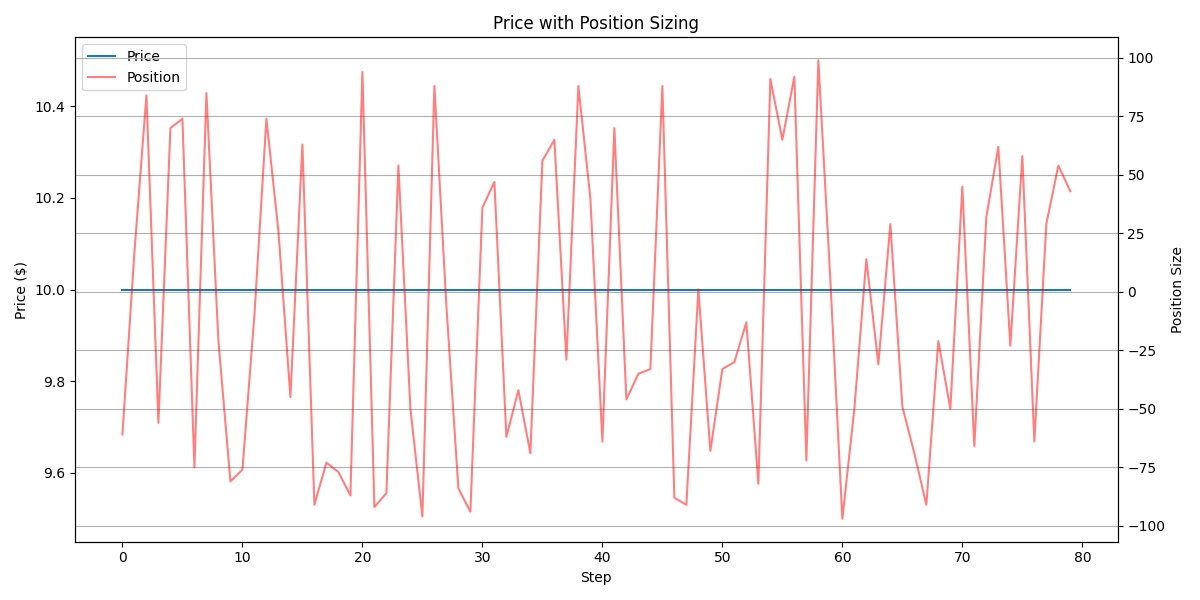 Price with Position Sizing
Price
Position
10.4
10.2
10.0
9.8
9.6
Price ($)
100
75
50
25
0
−25
−50
−75
−100
Position Size
0 10 20 30 40 50 60 70 80
Step